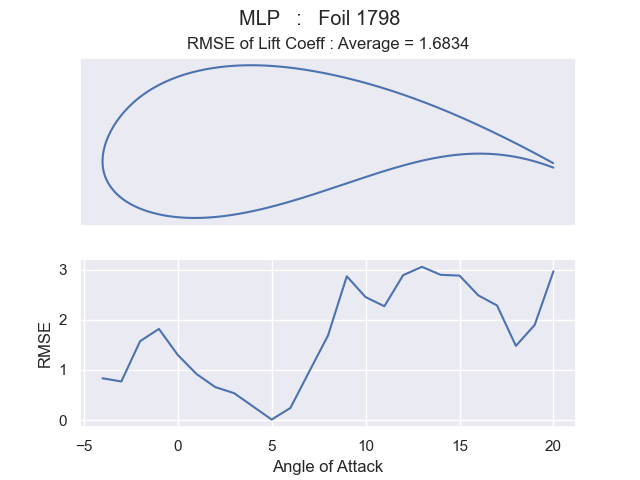 MLP : Foil 1798
RMSE of Lift Coeff : Average = 1.6834
3
2
1
0
RMSE
−5 0 5 10 15 20
Angle of Attack